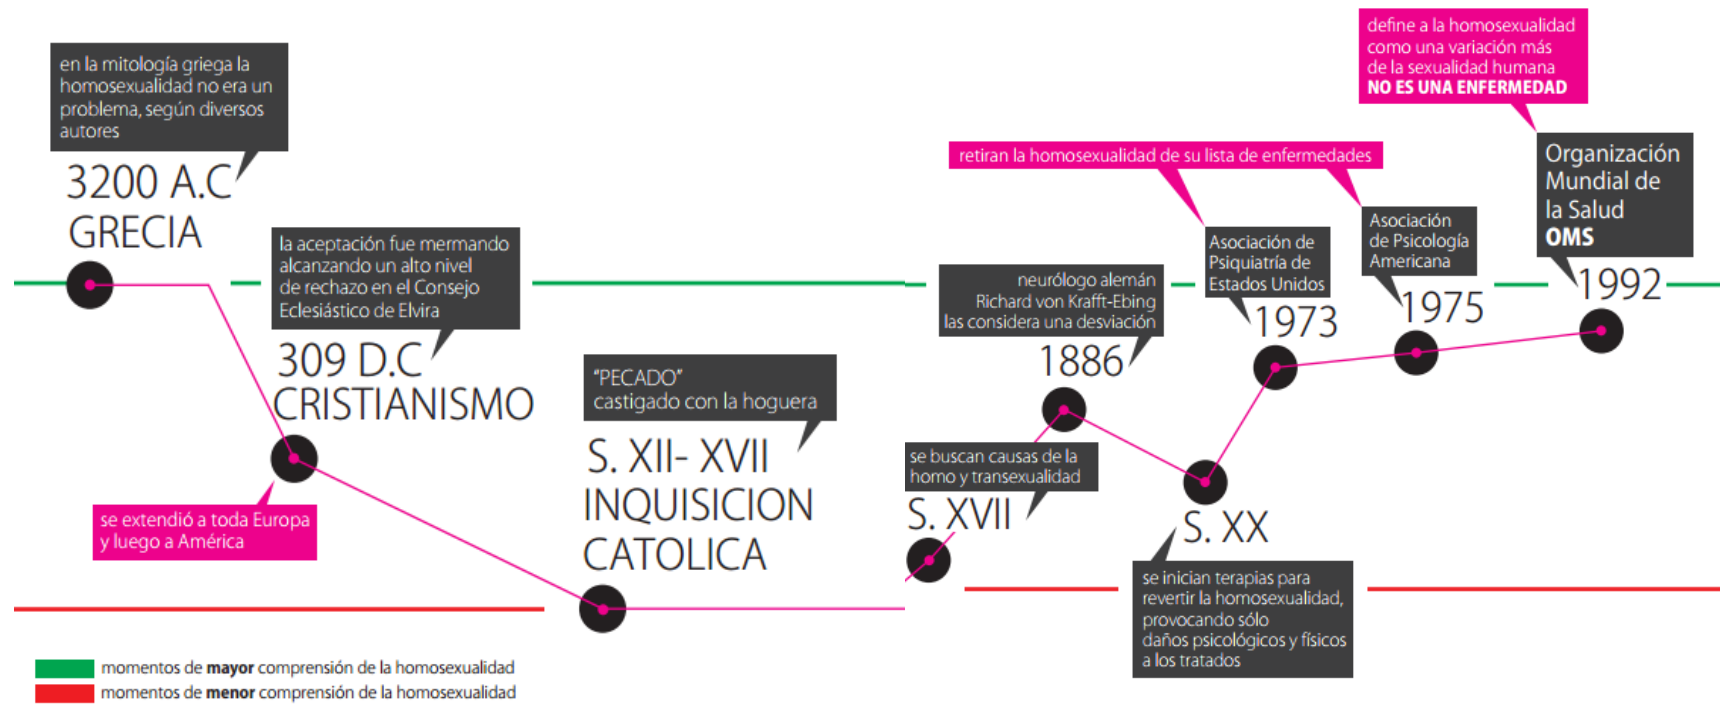 en la mitología griega la
homosexualidad no era un
problema, según diversos
autores
3200 A.C
GRECIA
la aceptación fue mermando
alcanzando un alto nivel
de rechazo en el Consejo
Eclesiástico de Elvira
309 D.C
CRISTIANISMO
se extendió a toda Europa
y luego a América
"PECADO"
castigado con la hoguera
S. XII- XVII
INQUISICION
CATOLICA
se buscan causas de la
homo y transexualidad
S. XVII
neurólogo alemán
Richard von Krafft-Ebing
las considera una desviación
1886
S. XX
se inician terapias para
revertir la homosexualidad,
provocando sólo
daños psicológicos y físicos
a los tratados
retiran la homosexualidad de su lista de enfermedades
Asociación de
Psiquiatría de
Estados Unidos
1973
Asociación
de Psicología
Americana
1975
define a la homosexualidad
como una variación más
de la sexualidad humana
NO ES UNA ENFERMEDAD
Organización
Mundial de
la Salud
OMS
1992
momentos de mayor comprensión de la homosexualidad
momentos de menor comprensión de la homosexualidad